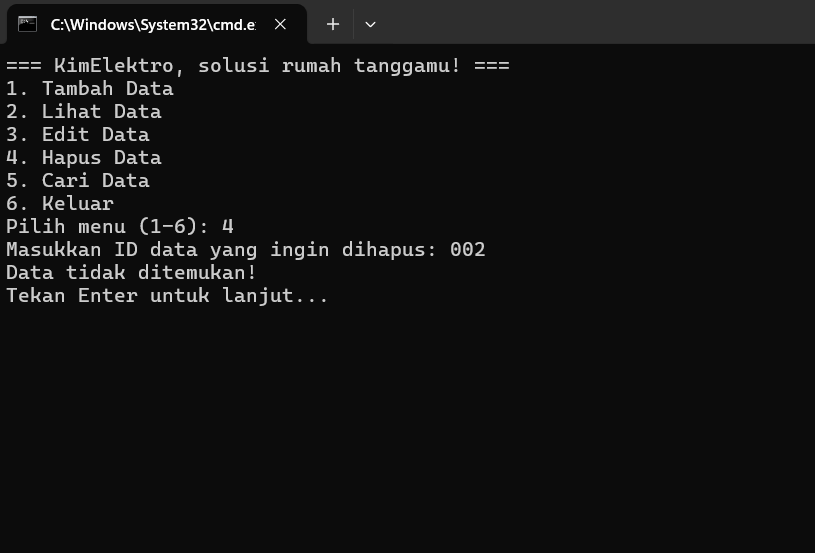 C:\Windows\System32\cmd.e
=== KimElektro, solusi rumah tanggamu! ===
1. Tambah Data
2. Lihat Data
3. Edit Data
4. Hapus Data
5. Cari Data
6. Keluar
Pilih menu (1-6): 4
Masukkan ID data yang ingin dihapus: 002
Data tidak ditemukan!
Tekan Enter untuk lanjut...